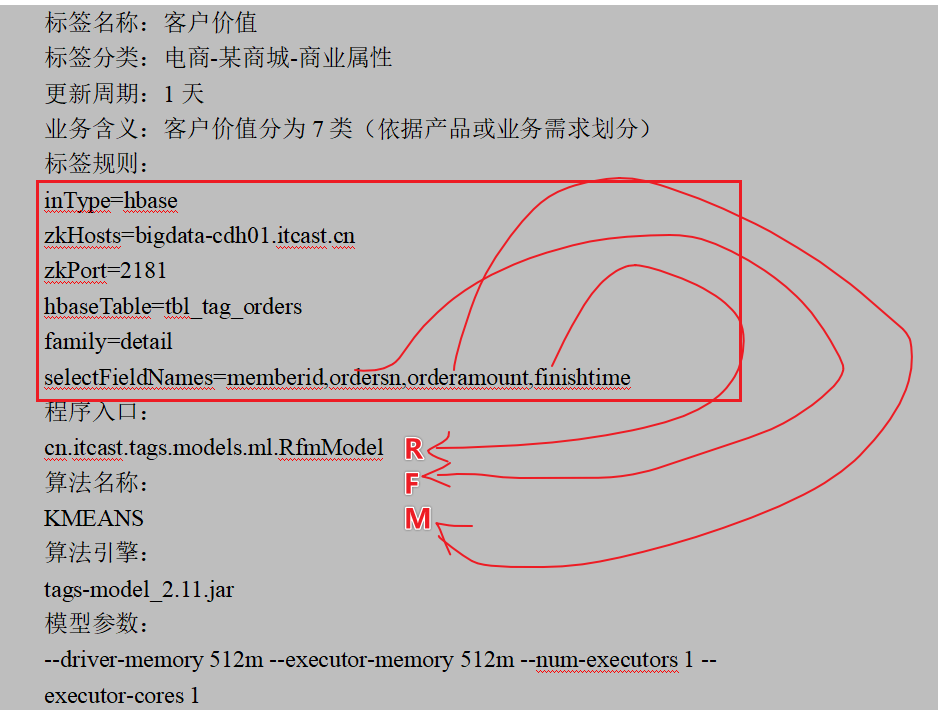 标签名称：客户价值
标签分类：电商-某商城-商业属性
更新周期：1 天
业务含义：客户价值分为 7 类（依据产品或业务需求划分）
标签规则：
inType=hbase
zkHosts=bigdata-cdh01.itcast.cn
zkPort=2181
hbaseTable=tbl_tag_orders
family=detail
selectFieldNames=memberid,ordersn,orderamount,finishtime
程序入口：
cn.itcast.tags.models.ml.RfmModel R
算法名称： F
KMEANS M
算法引擎：
tags-model_2.11.jar
模型参数：
--driver-memory 512m --executor-memory 512m --num-executors 1 --
executor-cores 1